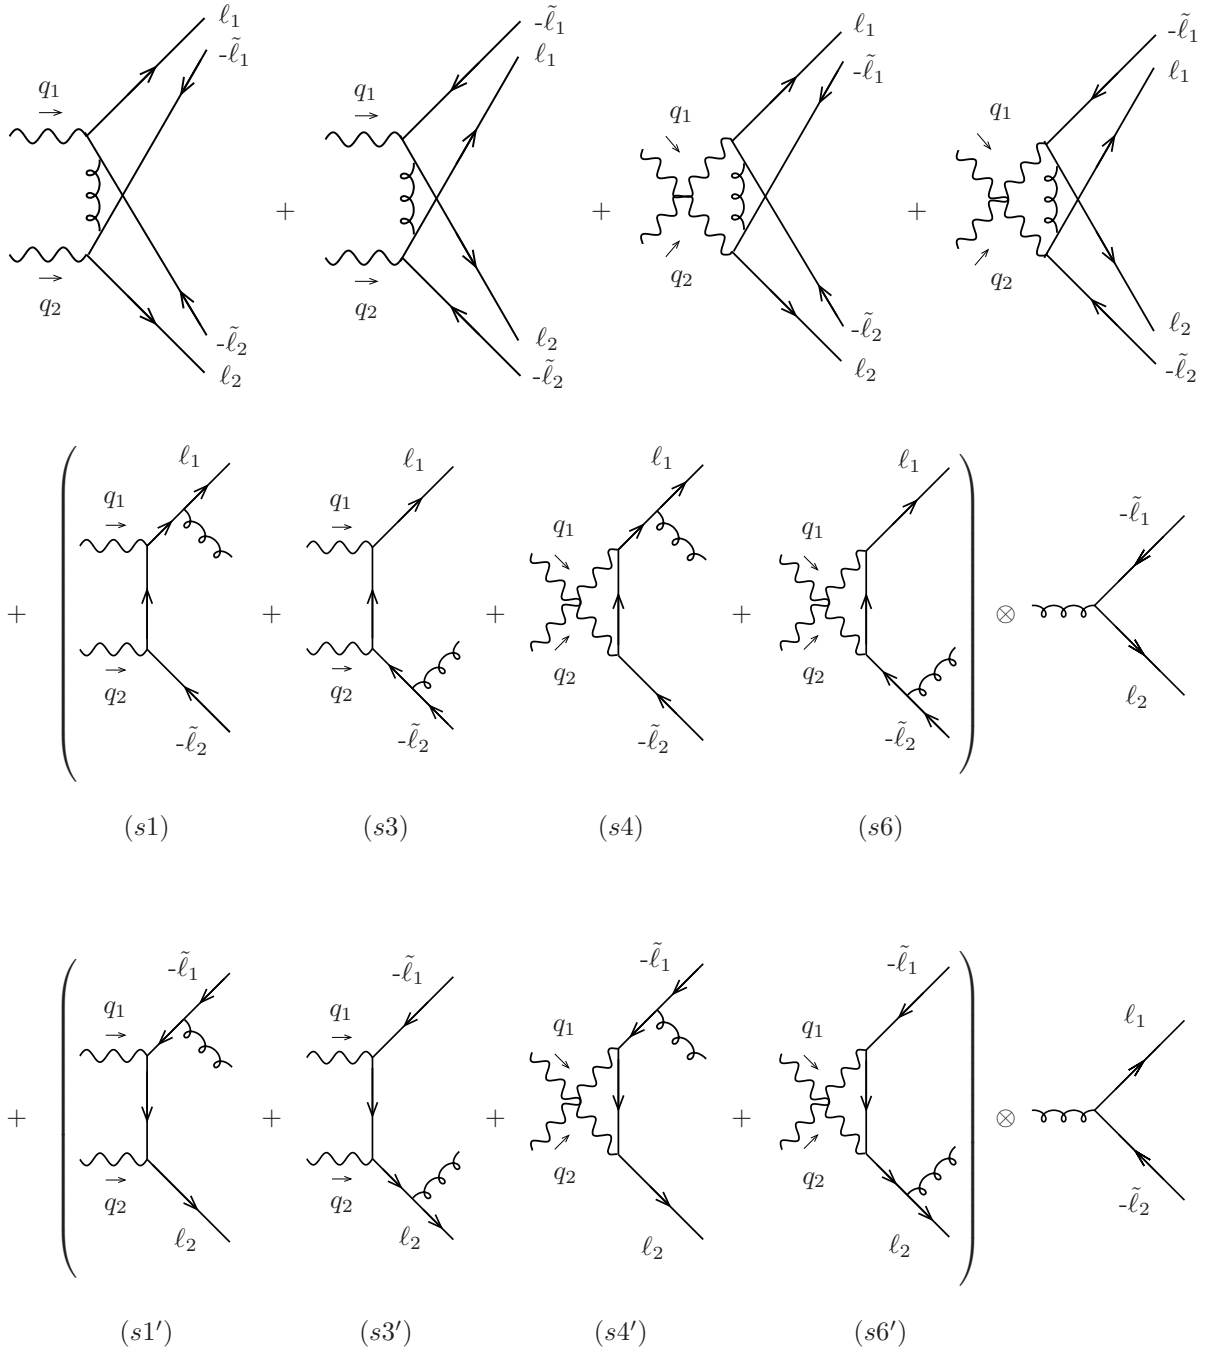 ℓ₁ -ℓ̃₁ ℓ₁ -ℓ̃₁
-ℓ̃₁ ℓ₁ -ℓ̃₁ ℓ₁
q₁ → q₁ → q₁ → q₁ →
+ + +
→ q₂ → q₂ → q₂ → q₂
-ℓ̃₂ ℓ₂ -ℓ̃₂ ℓ₂
ℓ₂ -ℓ̃₂ ℓ₂ -ℓ̃₂
ℓ₁ ℓ₁ ℓ₁ ℓ₁
q₁ → q₁ → q₁ → q₁ → -ℓ̃₁
+ ( + + + ) ⊗
→ q₂ → q₂ → q₂ → q₂ ℓ₂
-ℓ̃₂ -ℓ̃₂ -ℓ̃₂ -ℓ̃₂
(s1) (s3) (s4) (s6)
-ℓ̃₁ -ℓ̃₁ -ℓ̃₁ -ℓ̃₁
q₁ → q₁ → q₁ → q₁ → ℓ₁
+ ( + + + ) ⊗
→ q₂ → q₂ → q₂ → q₂ -ℓ̃₂
ℓ₂ ℓ₂ ℓ₂ ℓ₂
(s1′) (s3′) (s4′) (s6′)